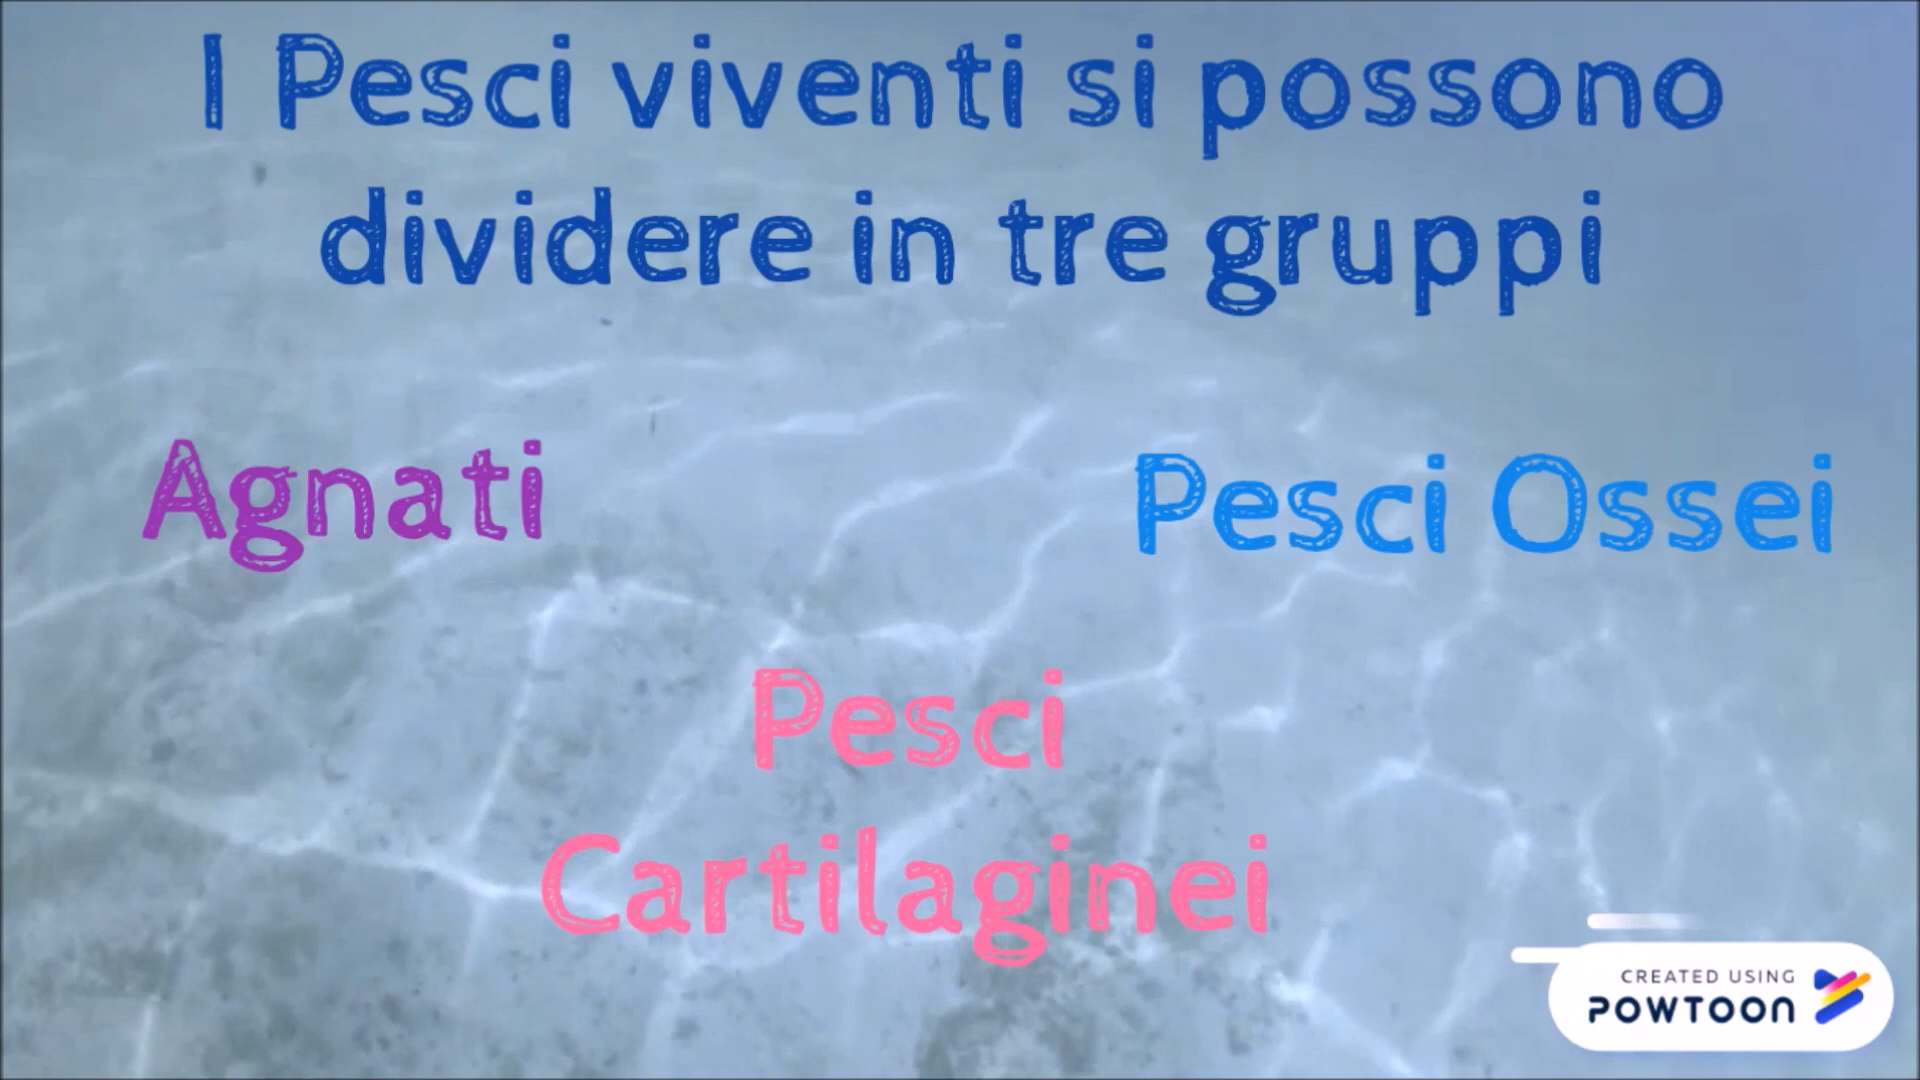 I Pesci viventi si possono
dividere in tre gruppi
Agnati
Pesci Ossei
Pesci
Cartilaginei
CREATED USING
POWTOON